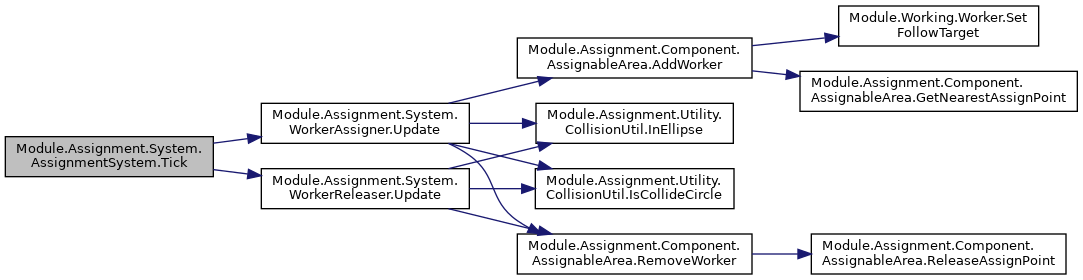 Module.Assignment.System.
AssignmentSystem.Tick
Module.Assignment.System.
WorkerAssigner.Update
Module.Assignment.System.
WorkerReleaser.Update
Module.Assignment.Component.
AssignableArea.AddWorker
Module.Assignment.Utility.
CollisionUtil.InEllipse
Module.Assignment.Utility.
CollisionUtil.IsCollideCircle
Module.Assignment.Component.
AssignableArea.RemoveWorker
Module.Working.Worker.Set
FollowTarget
Module.Assignment.Component.
AssignableArea.GetNearestAssignPoint
Module.Assignment.Component.
AssignableArea.ReleaseAssignPoint